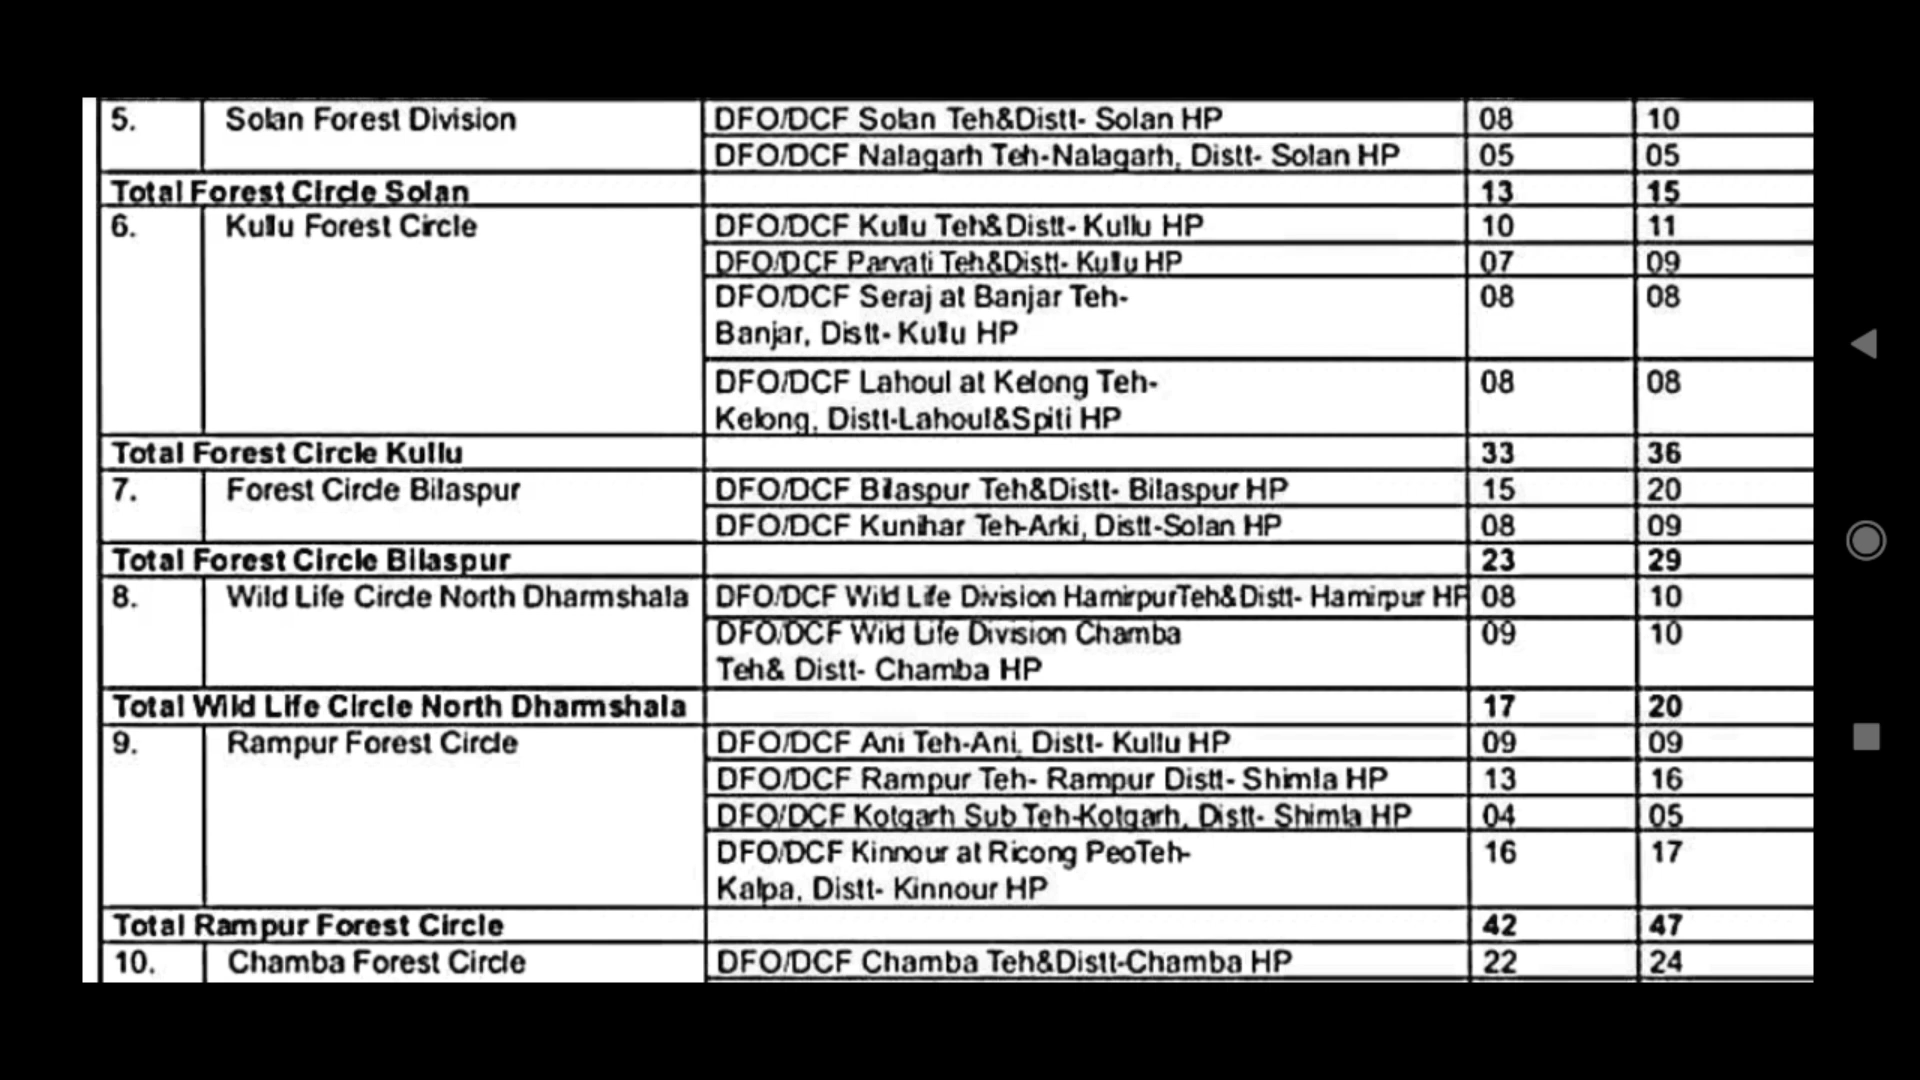 5. Solan Forest Division DFO/DCF Solan Teh&Distt- Solan HP 08 10
DFO/DCF Nalagarh Teh-Nalagarh, Distt- Solan HP 05 05
Total Forest Circle Solan 13 15
6. Kullu Forest Circle DFO/DCF Kullu Teh&Distt- Kullu HP 10 11
DFO/DCF Parvati Teh&Distt- Kullu HP 07 09
DFO/DCF Seraj at Banjar Teh- 08 08
Banjar, Distt- Kullu HP
DFO/DCF Lahoul at Kelong Teh- 08 08
Kelong, Distt-Lahoul&Spiti HP
Total Forest Circle Kullu 33 36
7. Forest Circle Bilaspur DFO/DCF Bilaspur Teh&Distt- Bilaspur HP 15 20
DFO/DCF Kunihar Teh-Arki, Distt-Solan HP 08 09
Total Forest Circle Bilaspur 23 29
8. Wild Life Circle North Dharmshala DFO/DCF Wild Life Division HamirpurTeh&Distt- Hamirpur HP 08 10
DFO/DCF Wild Life Division Chamba 09 10
Teh& Distt- Chamba HP
Total Wild Life Circle North Dharmshala 17 20
9. Rampur Forest Circle DFO/DCF Ani Teh-Ani, Distt- Kullu HP 09 09
DFO/DCF Rampur Teh- Rampur Distt- Shimla HP 13 16
DFO/DCF Kotgarh Sub Teh-Kotgarh, Distt- Shimla HP 04 05
DFO/DCF Kinnour at Ricong PeoTeh- 16 17
Kalpa, Distt- Kinnour HP
Total Rampur Forest Circle 42 47
10. Chamba Forest Circle DFO/DCF Chamba Teh&Distt-Chamba HP 22 24